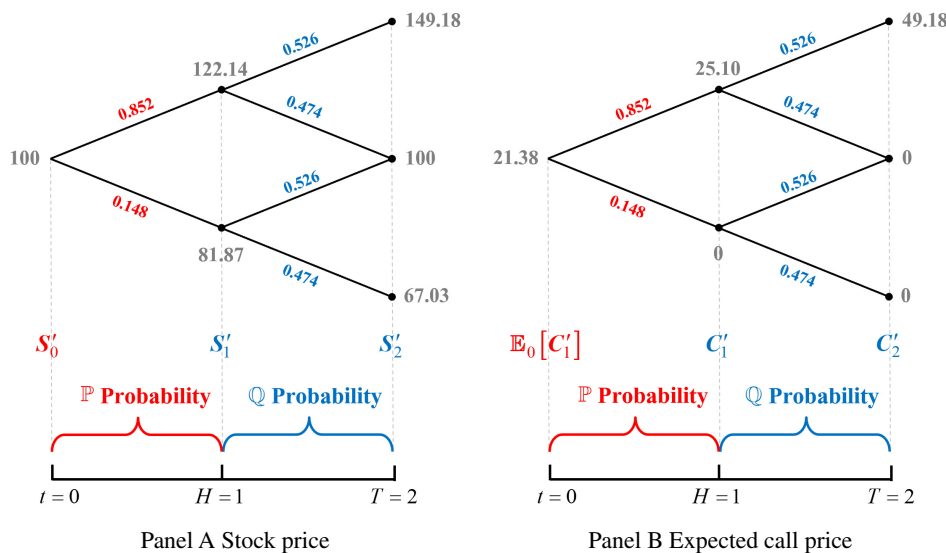 149.18
0.526
122.14
0.852
0.474
100
100
0.148
0.526
81.87
0.474
67.03
S′₀
S′₁
S′₂
ℙ Probability
ℚ Probability
t = 0
H = 1
T = 2
Panel A Stock price
49.18
0.526
25.10
0.852
0.474
21.38
0
0.148
0.526
0
0.474
0
𝔼₀[C′₁]
C′₁
C′₂
ℙ Probability
ℚ Probability
t = 0
H = 1
T = 2
Panel B Expected call price